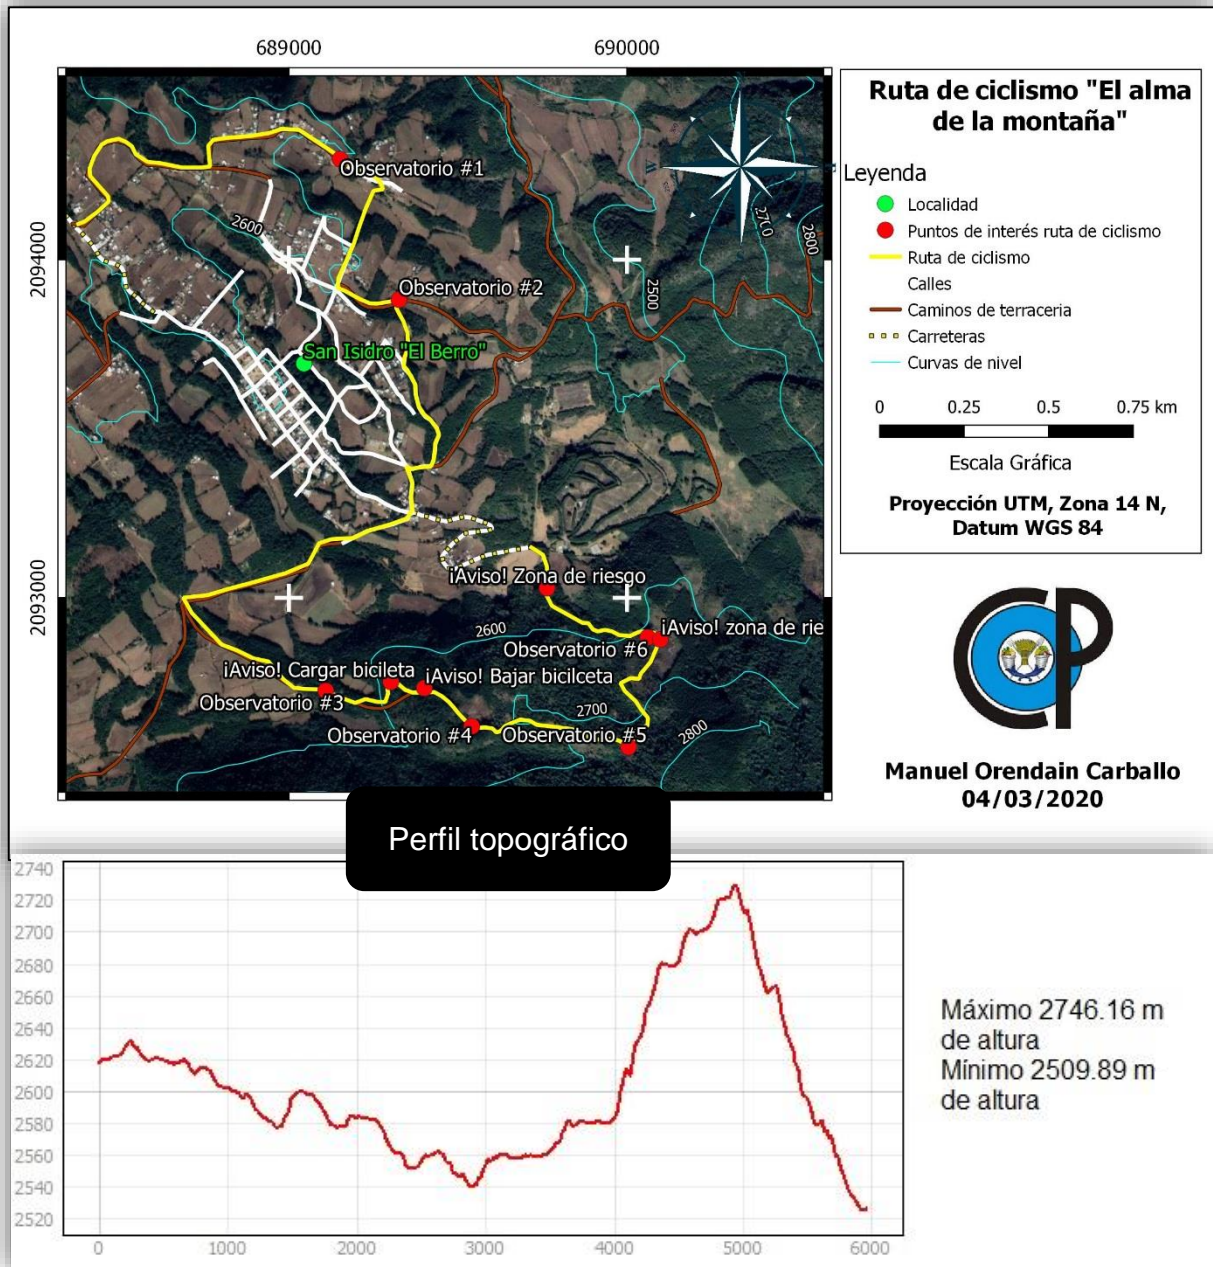 689000
690000
2094000
2093000
Observatorio #1
2600
Observatorio #2
San Isidro "El Berro"
2500
2700
2800
¡Aviso! Zona de riesgo
2600
¡Aviso! zona de rie
Observatorio #6
¡Aviso! Cargar bicileta
¡Aviso! Bajar bicilceta
Observatorio #3
2700
Observatorio #4
Observatorio #5
2800
Ruta de ciclismo "El alma
de la montaña"
Leyenda
Localidad
Puntos de interés ruta de ciclismo
Ruta de ciclismo
Calles
Caminos de terraceria
Carreteras
Curvas de nivel
0 0.25 0.5 0.75 km
Escala Gráfica
Proyección UTM, Zona 14 N,
Datum WGS 84
CP
Manuel Orendain Carballo
04/03/2020
Perfil topográfico
2740
2720
2700
2680
2660
2640
2620
2600
2580
2560
2540
2520
0 1000 2000 3000 4000 5000 6000
Máximo 2746.16 m
de altura
Mínimo 2509.89 m
de altura